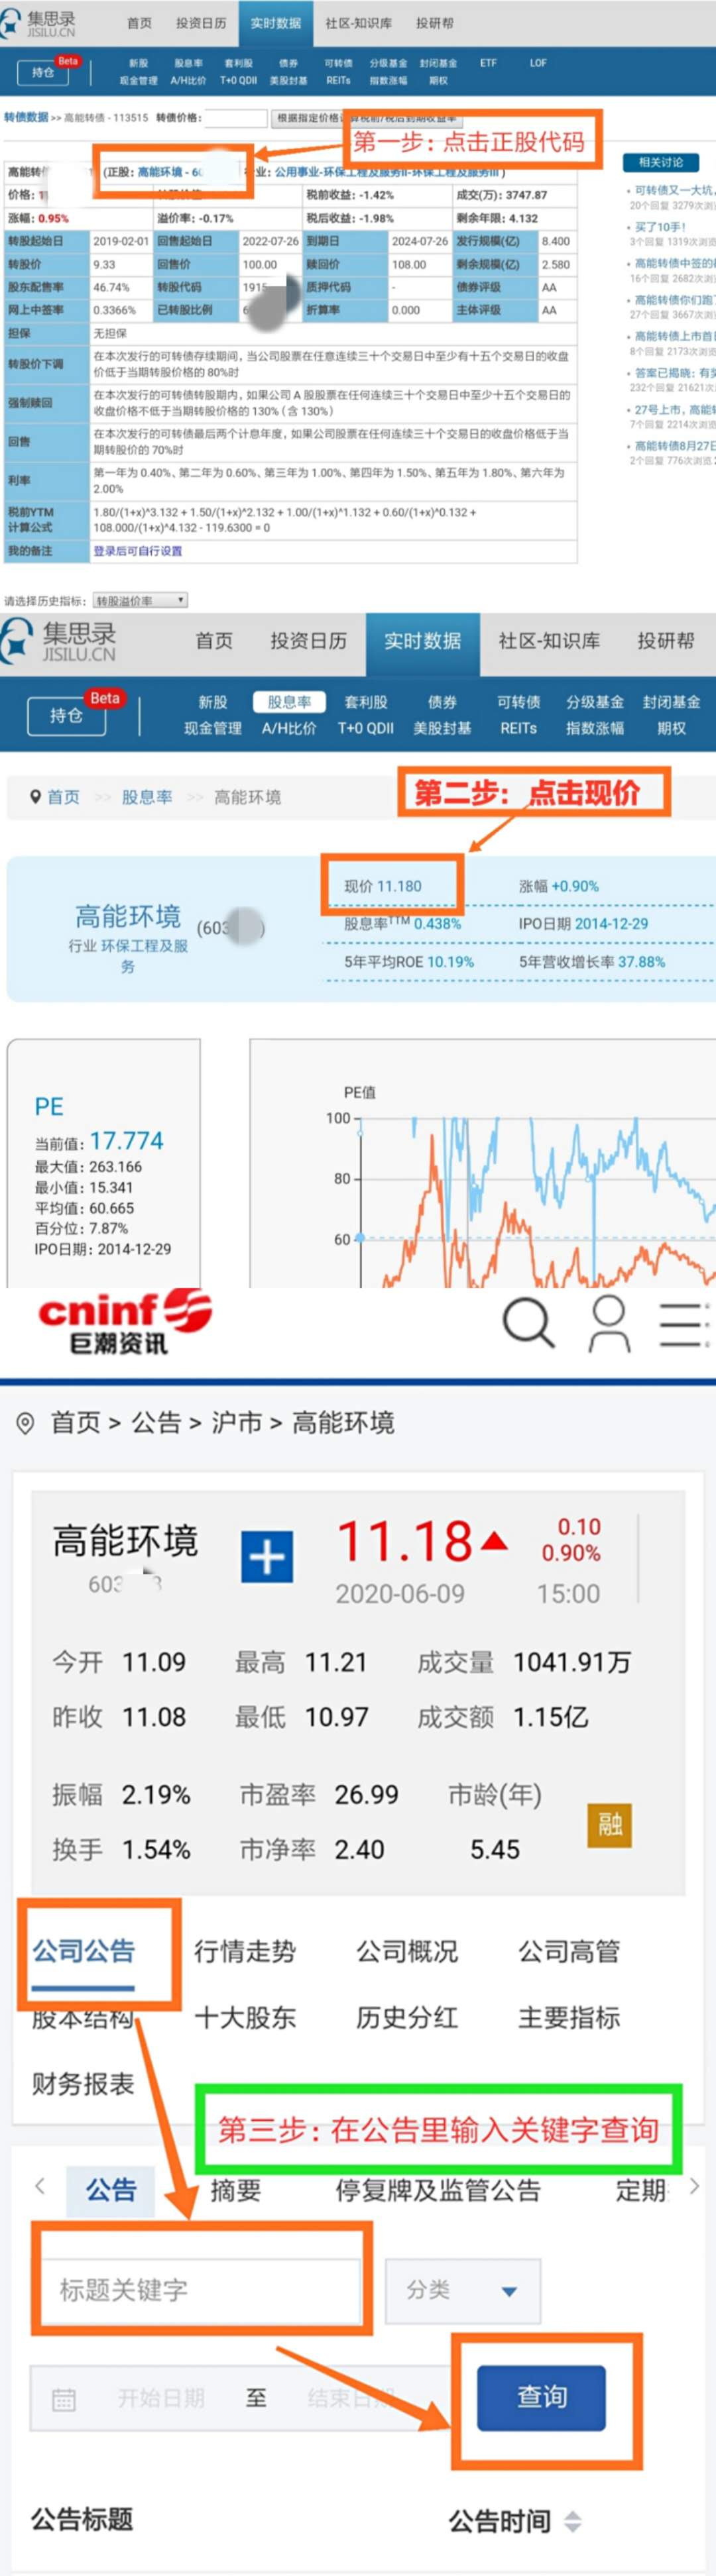 集思录
JISILU.CN
首页 投资日历 实时数据 社区-知识库 投研帮
持仓 Beta
新股 股息率 套利股 债券 可转债 分级基金 封闭基金 ETF LOF
现金管理 A/H比价 T+0 QDII 美股封基 REITs 指数涨幅 期权
转债数据 >> 高能转债 - 113515 转债价格:
第一步：点击正股代码
相关讨论
高能转 (正股: 高能环境 - 60 业: 公用事业-环保工程及服务II-环保工程及服务III )
价格: 税前收益: -1.42% 成交(万): 3747.87
涨幅: 0.95% 溢价率: -0.17% 税后收益: -1.98% 剩余年限: 4.132
转股起始日 2019-02-01 回售起始日 2022-07-26 到期日 2024-07-26 发行规模(亿) 8.400
转股价 9.33 回售价 100.00 赎回价 108.00 剩余规模(亿) 2.580
股东配售率 46.74% 转股代码 质押代码 - 债券评级 AA
网上中签率 0.3366% 已转股比例 折算率 0.000 主体评级 AA
担保 无担保
转股价下调 在本次发行的可转债存续期间，当公司股票在任意连续三十个交易日中至少有十五个交易日的收盘
价低于当期转股价格的 80%时
强制赎回 在本次发行的可转债转股期内，如果公司 A 股股票在任何连续三十个交易日中至少十五个交易日的
收盘价格不低于当期转股价格的 130% (含 130%)
回售 在本次发行的可转债最后两个计息年度，如果公司股票在任何连续三十个交易日的收盘价格低于当
期转股价的 70%时
利率 第一年为 0.40%、第二年为 0.60%、第三年为 1.00%、第四年为 1.50%、第五年为 1.80%、第六年为
2.00%
税前YTM
计算公式
1.80/(1+x)^3.132 + 1.50/(1+x)^2.132 + 1.00/(1+x)^1.132 + 0.60/(1+x)^0.132 +
108.000/(1+x)^4.132 - 119.6300 = 0
我的备注 登录后可自行设置
可转债又一大坑，
20个回复 3279次浏
买了10手!
3个回复 1319次浏览
高能转债中签的
16个回复 2682次浏
高能转债你们跑
27个回复 3667次浏
高能转债上市首
8个回复 2173次浏览
答案已揭晓: 有奖
232个回复 21621次
27号上市，高能
7个回复 2214次浏览
高能转债8月27日
2个回复 776次浏览
请选择历史指标: 转股溢价率
集思录
JISILU.CN
首页 投资日历 实时数据 社区-知识库 投研帮
持仓 Beta
新股 股息率 套利股 债券 可转债 分级基金 封闭基金
现金管理 A/H比价 T+0 QDII 美股封基 REITs 指数涨幅 期权
首页 >> 股息率 >> 高能环境
第二步：点击现价
高能环境 (603 )
行业 环保工程及服
务
现价 11.180 涨幅 +0.90%
股息率TTM 0.438% IPO日期 2014-12-29
5年平均ROE 10.19% 5年营收增长率 37.88%
PE
当前值: 17.774
最大值: 263.166
最小值: 15.341
平均值: 60.665
百分位: 7.87%
IPO日期: 2014-12-29
PE值
100
80
60
cninf
巨潮资讯
首页 > 公告 > 沪市 > 高能环境
高能环境 11.18 0.10
0.90%
603 2020-06-09 15:00
今开 11.09 最高 11.21 成交量 1041.91万
昨收 11.08 最低 10.97 成交额 1.15亿
振幅 2.19% 市盈率 26.99 市龄(年)
换手 1.54% 市净率 2.40 5.45
融
公司公告 行情走势 公司概况 公司高管
股本结构 十大股东 历史分红 主要指标
财务报表
第三步：在公告里输入关键字查询
公告 摘要 停复牌及监管公告 定期
标题关键字 分类
开始日期 至 结束日期 查询
公告标题 公告时间